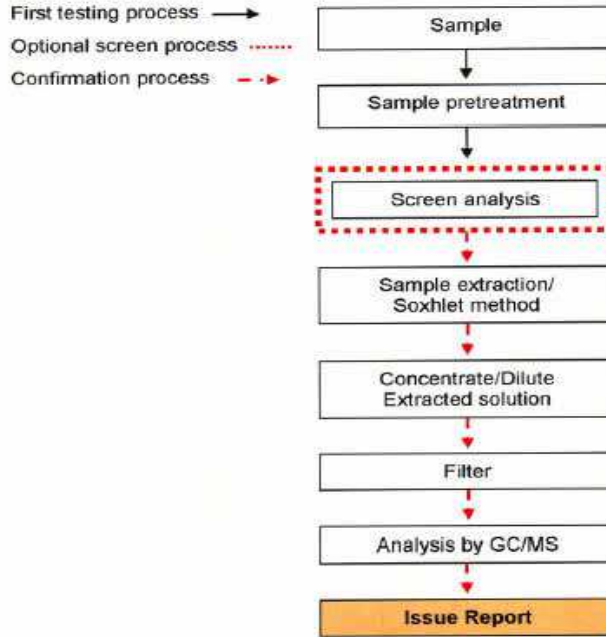 First testing process
Optional screen process
Confirmation process
Sample
Sample pretreatment
Screen analysis
Sample extraction/
Soxhlet method
Concentrate/Dilute
Extracted solution
Filter
Analysis by GC/MS
Issue Report